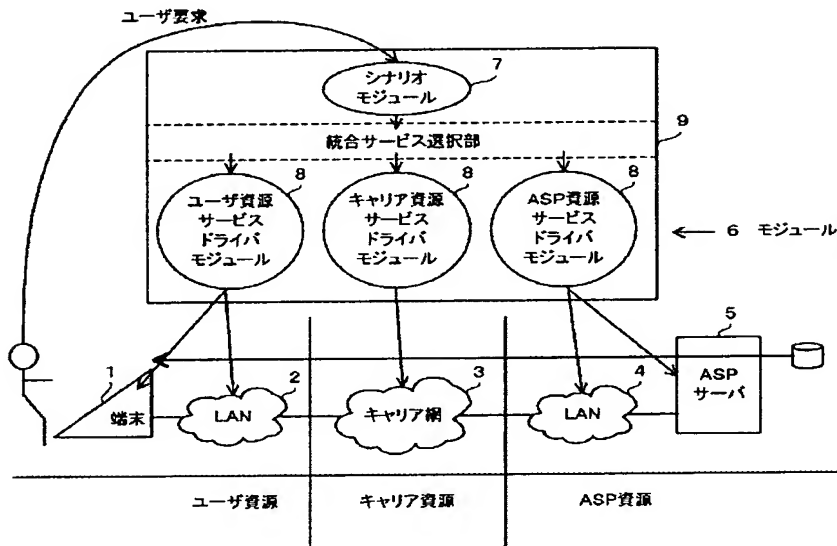 ユーザ要求
7
シナリオ
モジュール
9
統合サービス選択部
8
8
8
ユーザ資源
サービス
ドライバ
モジュール
キャリア資源
サービス
ドライバ
モジュール
ASP資源
サービス
ドライバ
モジュール
6 モジュール
1
2
3
4
5
端末
LAN
キャリア網
LAN
ASP
サーバ
ユーザ資源
キャリア資源
ASP資源